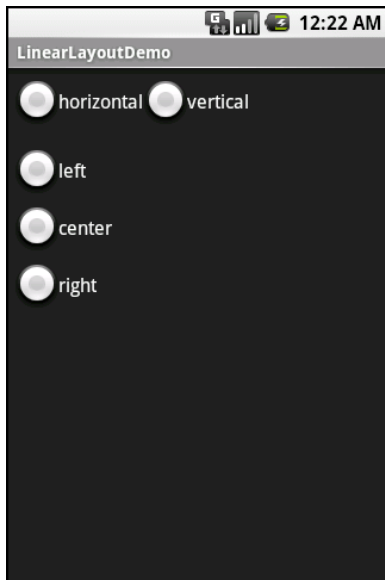 G 12:22 AM
LinearLayoutDemo
horizontal vertical
left
center
right